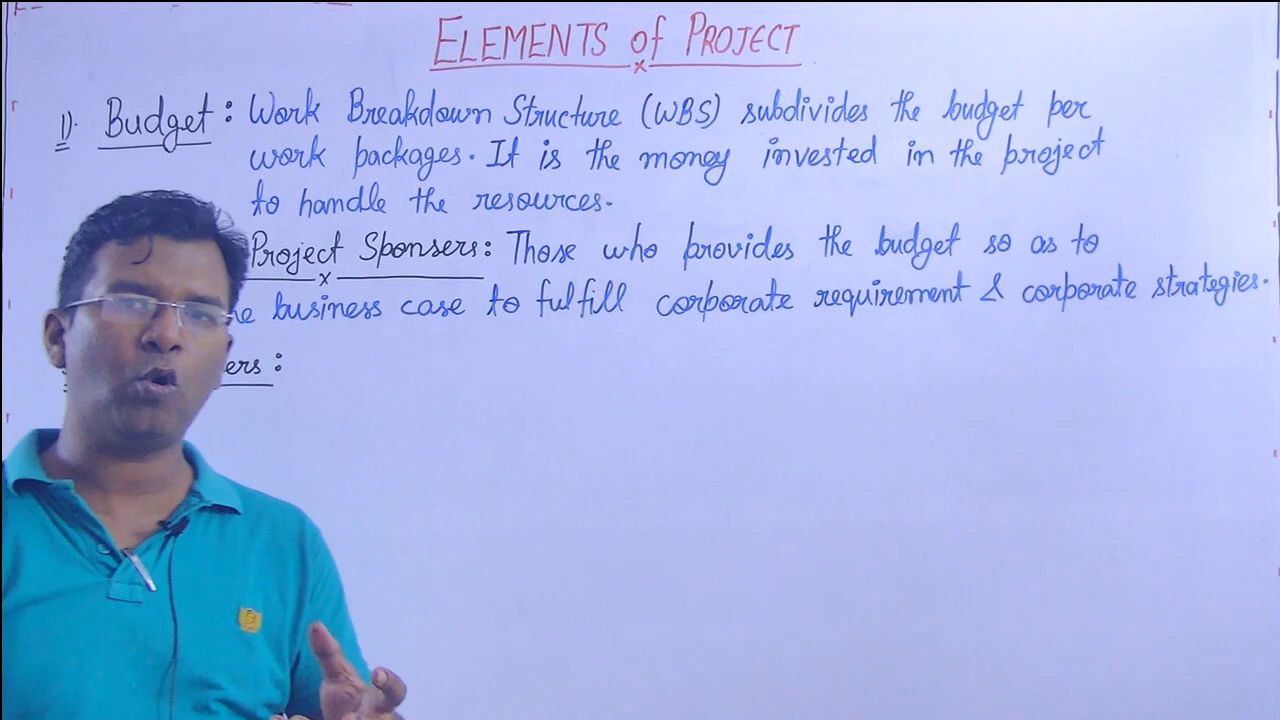 ELEMENTS of PROJECT
1). Budget : Work Breakdown Structure (WBS) subdivides the budget per
work packages. It is the money invested in the project
to handle the resources.
Project Sponsers: Those who provides the budget so as to
business case to fulfill corporate requirement & corporate strategies.
ers :